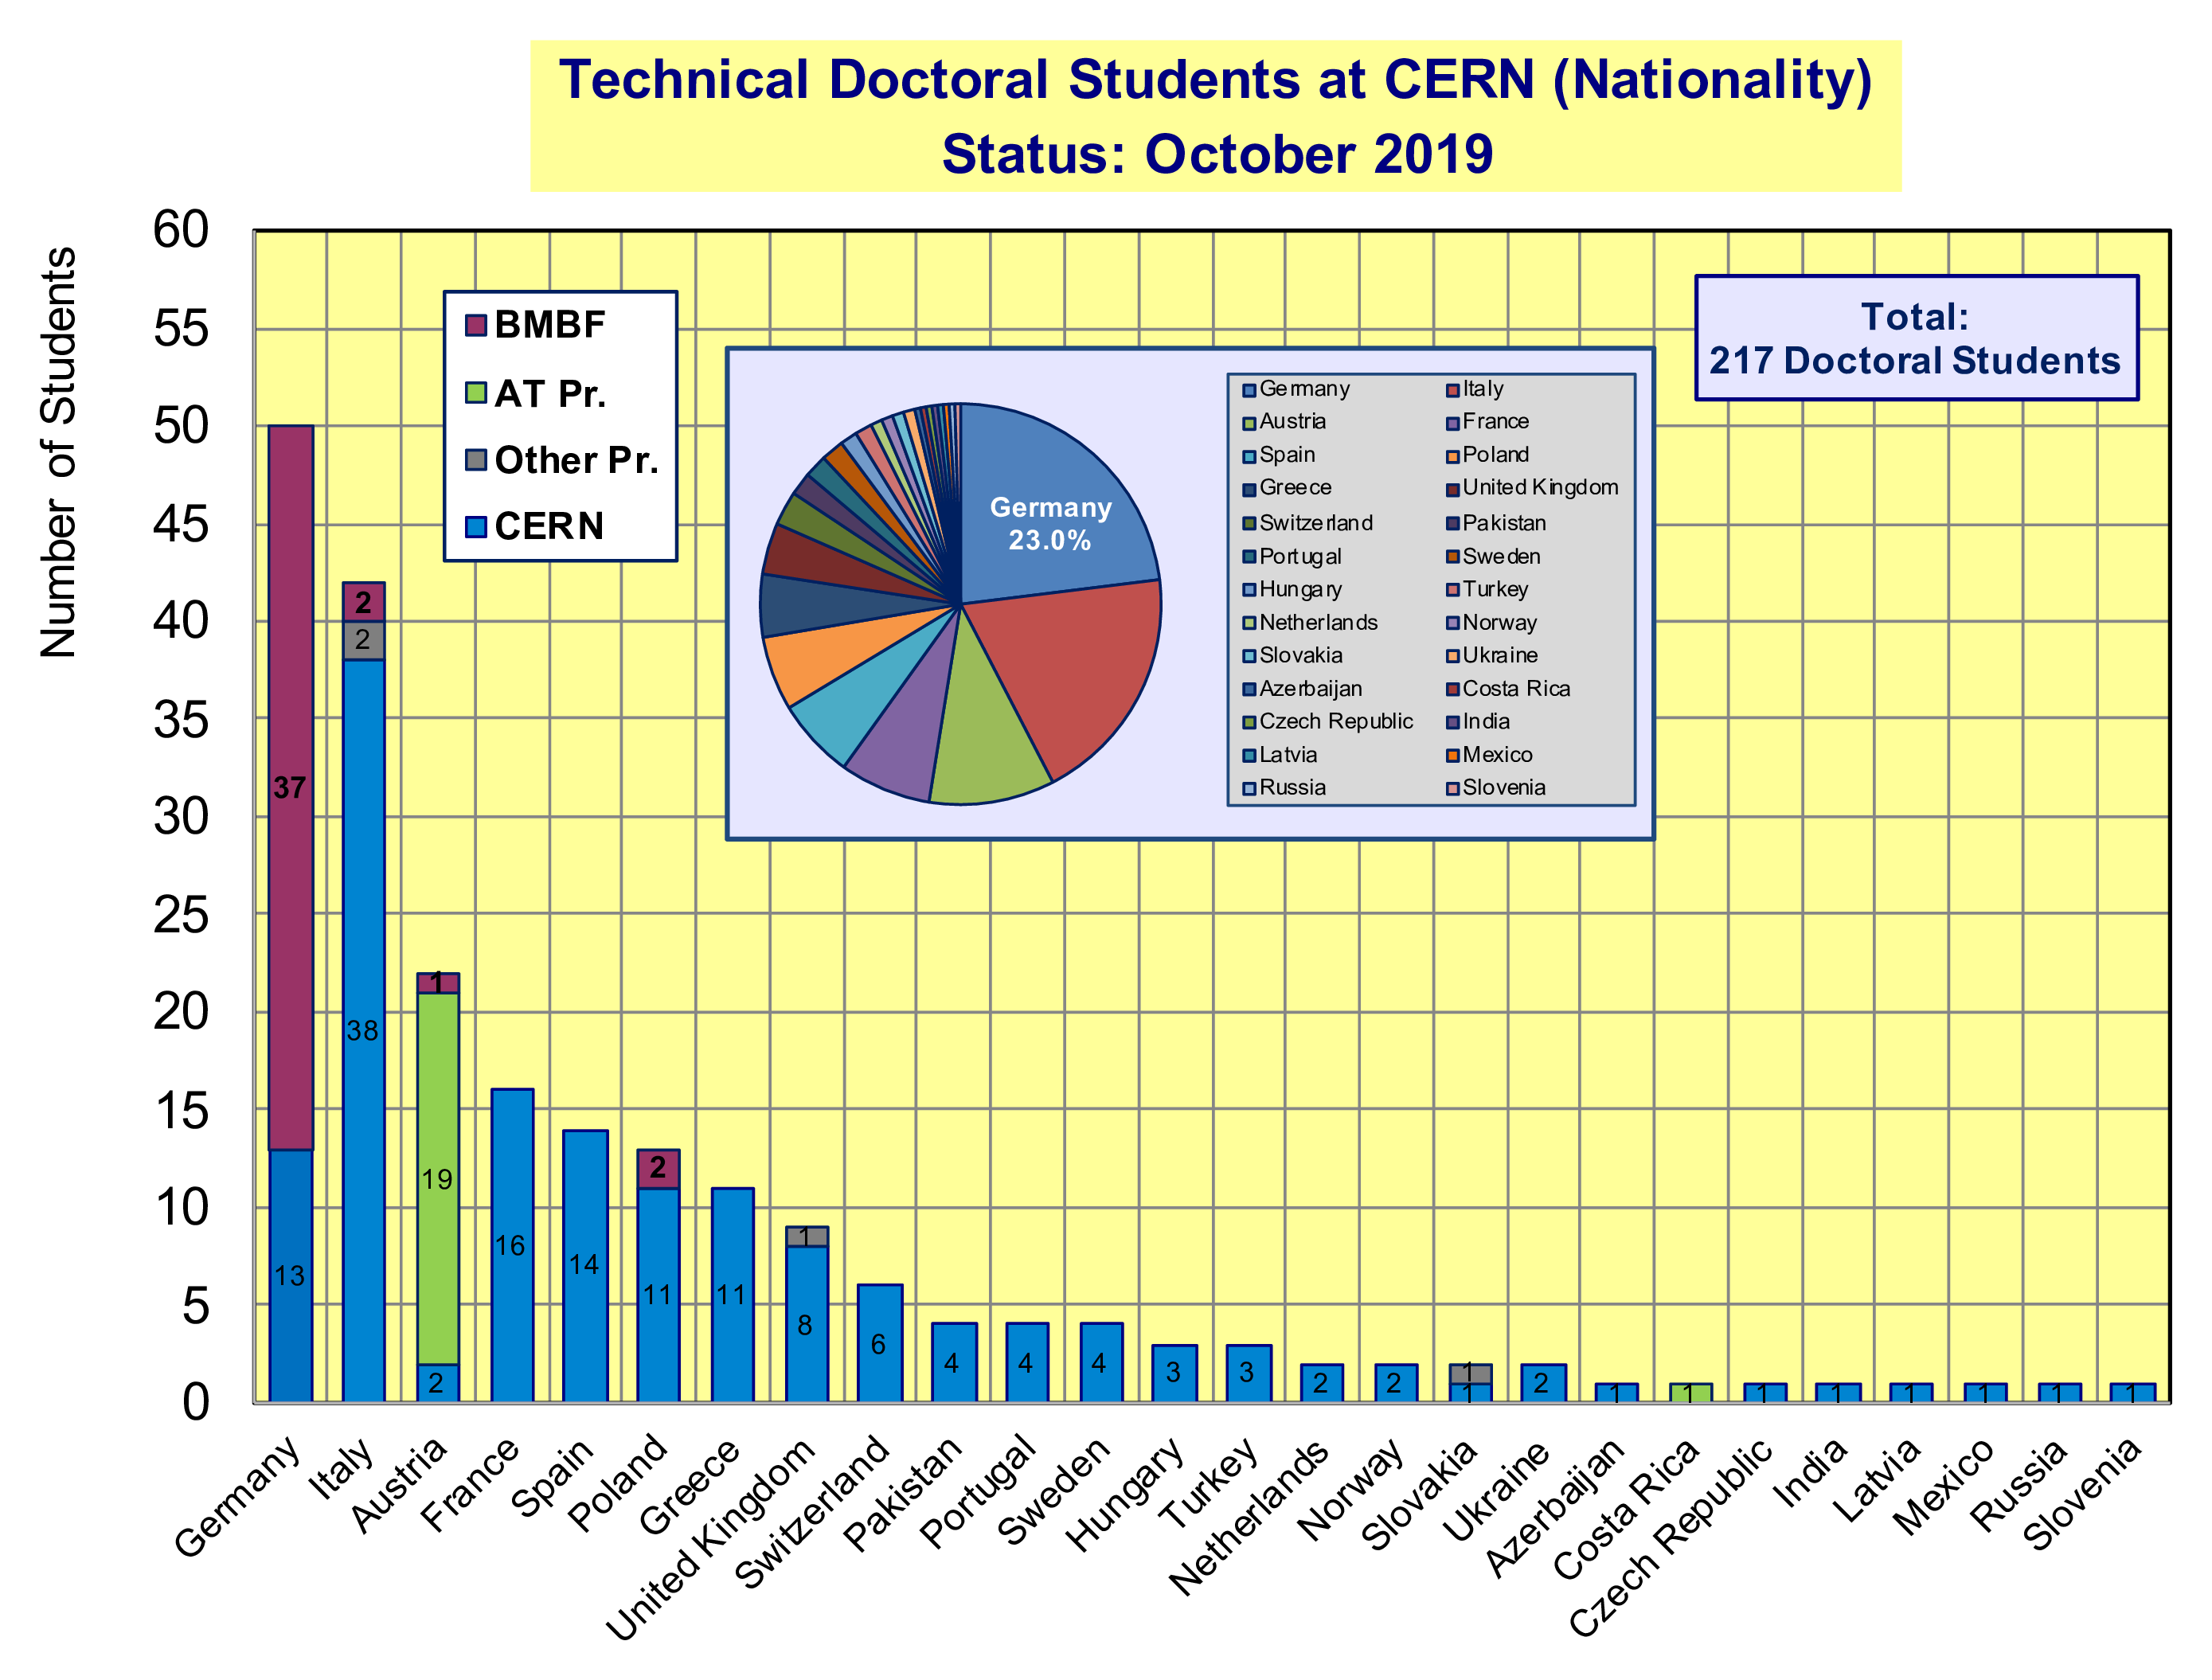 Technical Doctoral Students at CERN (Nationality)
Status: October 2019
Number of Students
60
55
50
45
40
35
30
25
20
15
10
5
0
BMBF
AT Pr.
Other Pr.
CERN
Total:
217 Doctoral Students
Germany
23.0%
Germany Italy
Austria France
Spain Poland
Greece United Kingdom
Switzerland Pakistan
Portugal Sweden
Hungary Turkey
Netherlands Norway
Slovakia Ukraine
Azerbaijan Costa Rica
Czech Republic India
Latvia Mexico
Russia Slovenia
37
13
2
2
38
1
19
2
16
14
2
11
11
1
8
6
4
4
4
3
3
2
2
1
1
2
1
1
1
1
1
1
1
1
Germany
Italy
Austria
France
Spain
Poland
Greece
United Kingdom
Switzerland
Pakistan
Portugal
Sweden
Hungary
Turkey
Netherlands
Norway
Slovakia
Ukraine
Azerbaijan
Costa Rica
Czech Republic
India
Latvia
Mexico
Russia
Slovenia